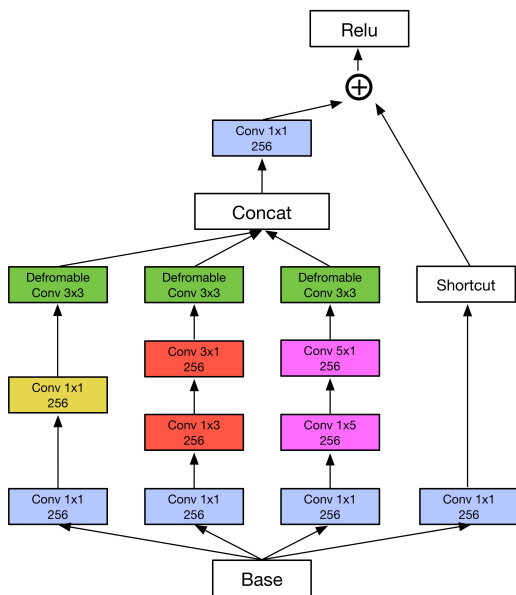 Relu
Conv 1x1
256
Concat
Defromable
Conv 3x3
Defromable
Conv 3x3
Defromable
Conv 3x3
Shortcut
Conv 3x1
256
Conv 5x1
256
Conv 1x1
256
Conv 1x3
256
Conv 1x5
256
Conv 1x1
256
Conv 1x1
256
Conv 1x1
256
Conv 1x1
256
Base